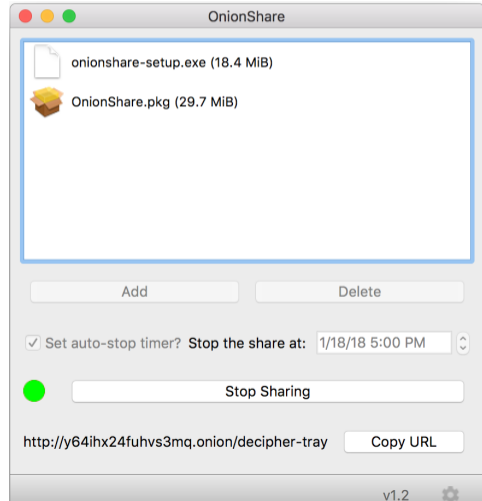 OnionShare
onionshare-setup.exe (18.4 MiB)
OnionShare.pkg (29.7 MiB)
Add Delete
Set auto-stop timer? Stop the share at: 1/18/18 5:00 PM
Stop Sharing
http://y64ihx24fuhvs3mq.onion/decipher-tray Copy URL
v1.2